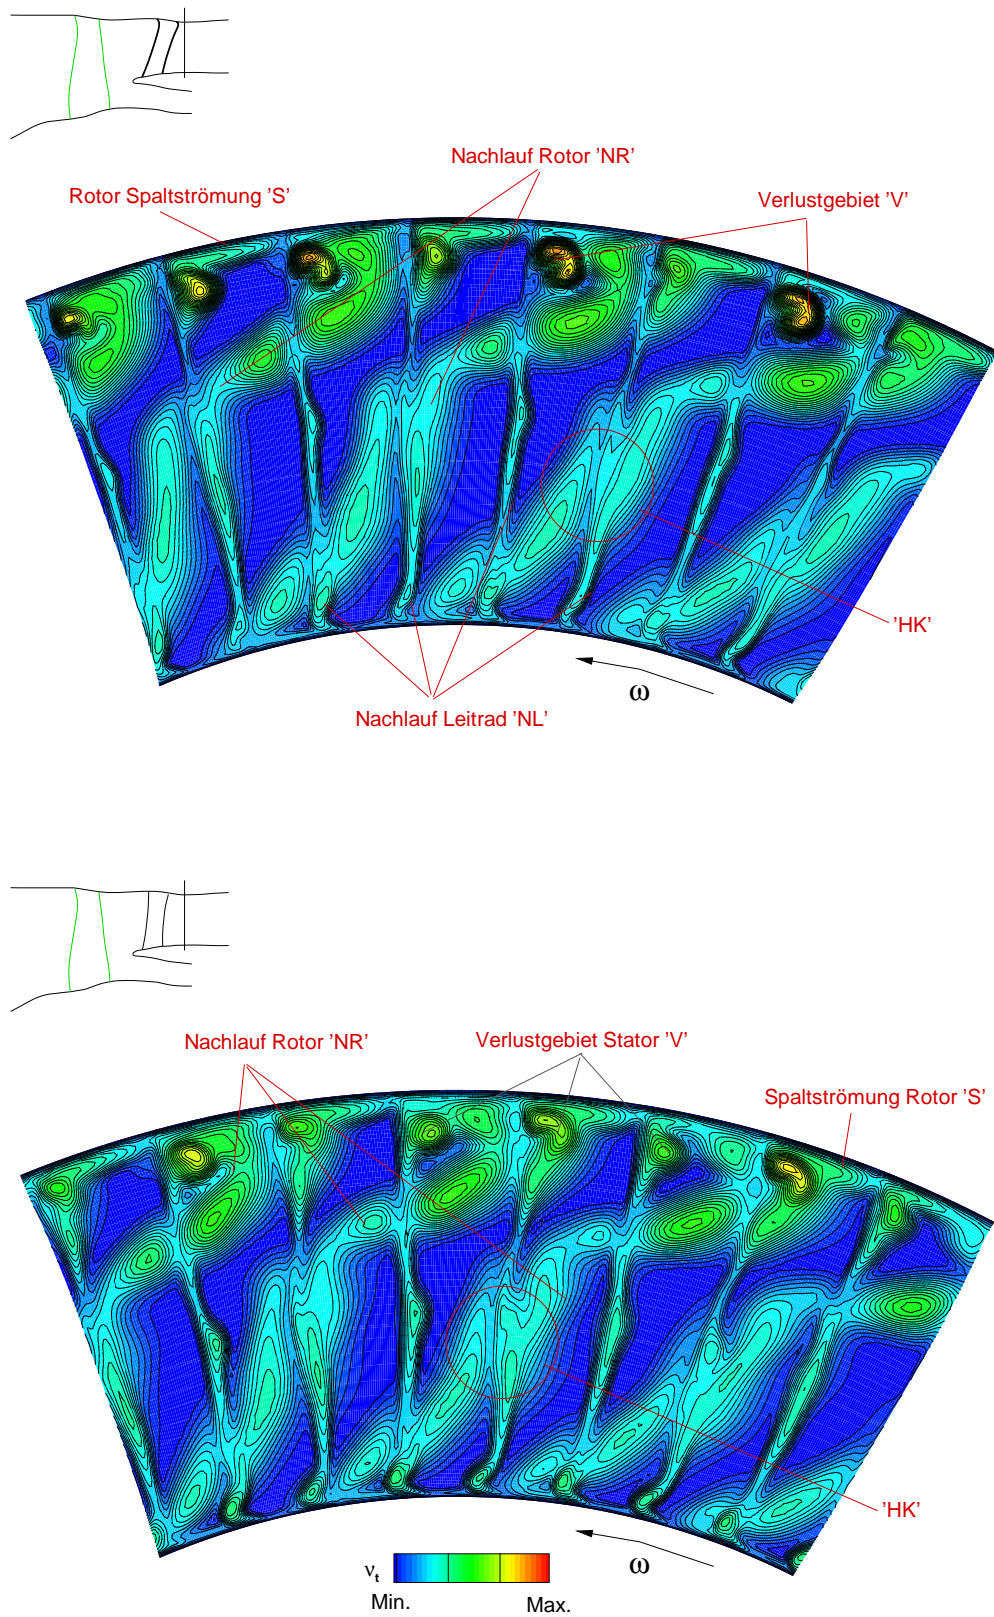 Nachlauf Rotor 'NR'
Rotor Spaltströmung 'S'
Verlustgebiet 'V'
'HK'
ω
Nachlauf Leitrad 'NL'
Nachlauf Rotor 'NR'
Verlustgebiet Stator 'V'
Spaltströmung Rotor 'S'
'HK'
ω
νt
Min.
Max.